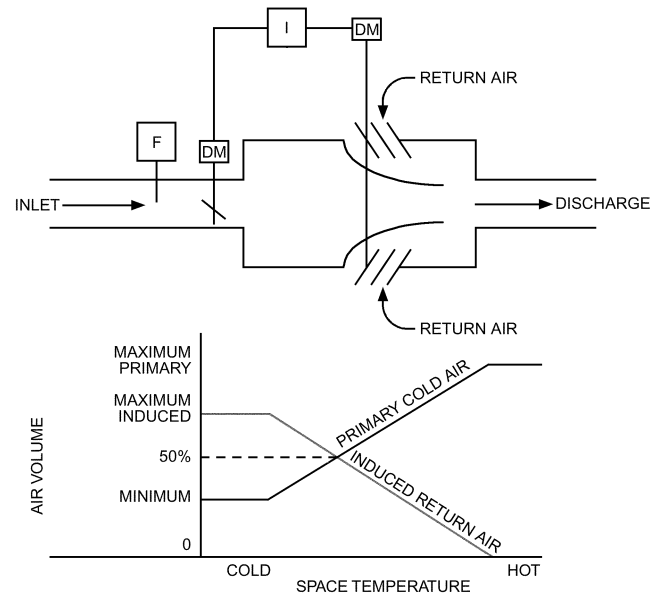 I
DM
RETURN AIR
F
DM
INLET
DISCHARGE
RETURN AIR
MAXIMUM
PRIMARY
MAXIMUM
INDUCED
50%
MINIMUM
0
AIR VOLUME
PRIMARY COLD AIR
INDUCED RETURN AIR
COLD
HOT
SPACE TEMPERATURE